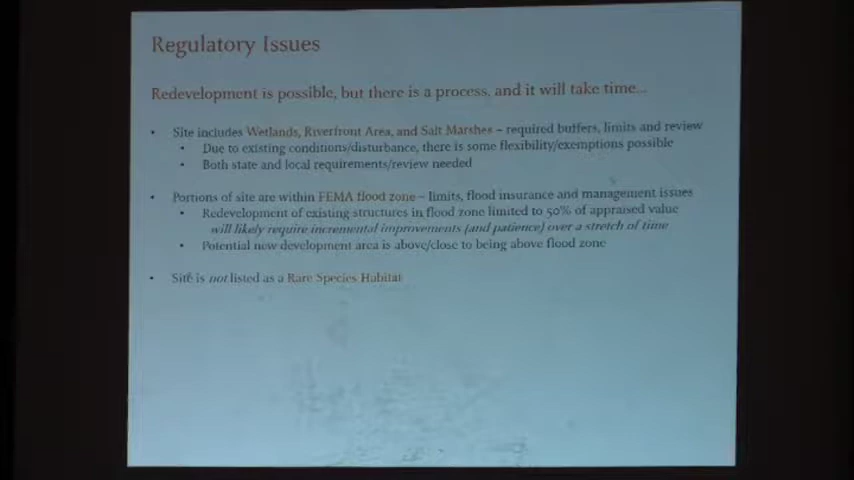 Regulatory Issues
Redevelopment is possible, but there is a process, and it will take time...
• Site includes Wetlands, Riverfront Area, and Salt Marshes – required buffers, limits and review
• Due to existing conditions/disturbance, there is some flexibility/exemptions possible
• Both state and local requirements/review needed
• Portions of site are within FEMA flood zone – limits, flood insurance and management issues
• Redevelopment of existing structures in flood zone limited to 50% of appraised value
will likely require incremental improvements (and patience) over a stretch of time
• Potential new development area is above/close to being above flood zone
• Site is not listed as a Rare Species Habitat